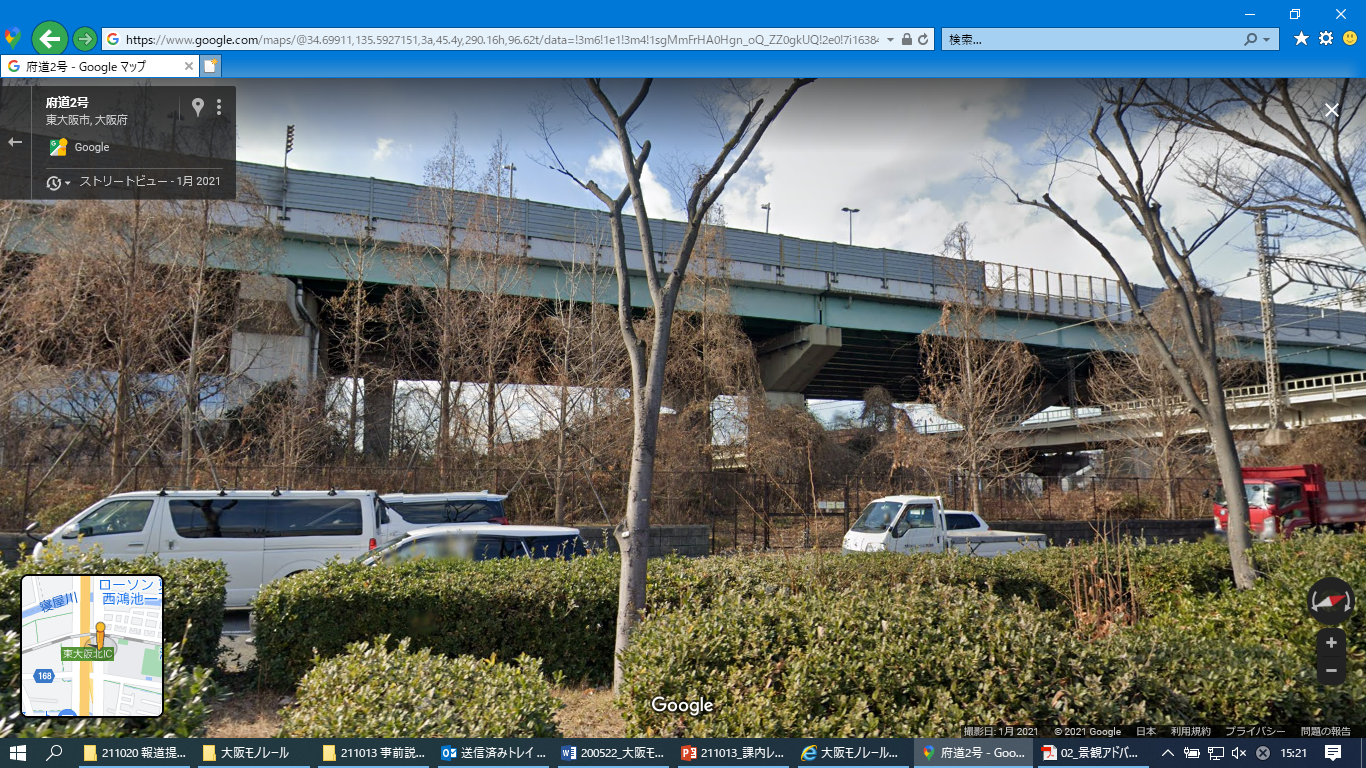 https://www.google.com/maps/@34.69911,135.5927151,3a,45.4y,290.16h,96.62t/data=!3m6!1e1!3m4!1sgMmFrHA0Hgn_oQ_ZZ0gkUQ!2e0!7i16384
検索...
府道2号 - Google マップ
府道2号
東大阪市, 大阪府
Google
ストリートビュー - 1月 2021
ローソン
西鴻池一
寝屋川
東大阪北IC
168
Google
撮影日: 1月 2021 © 2021 Google 日本 利用規約 プライバシー 問題の報告
211020 報道提... 大阪モノレール 211013 事前説... 送信済みトレイ ... 200522_大阪モ... 211013_課内レ... 大阪モノレール... 府道2号 - Goo... 02_景観アドバ... 15:21